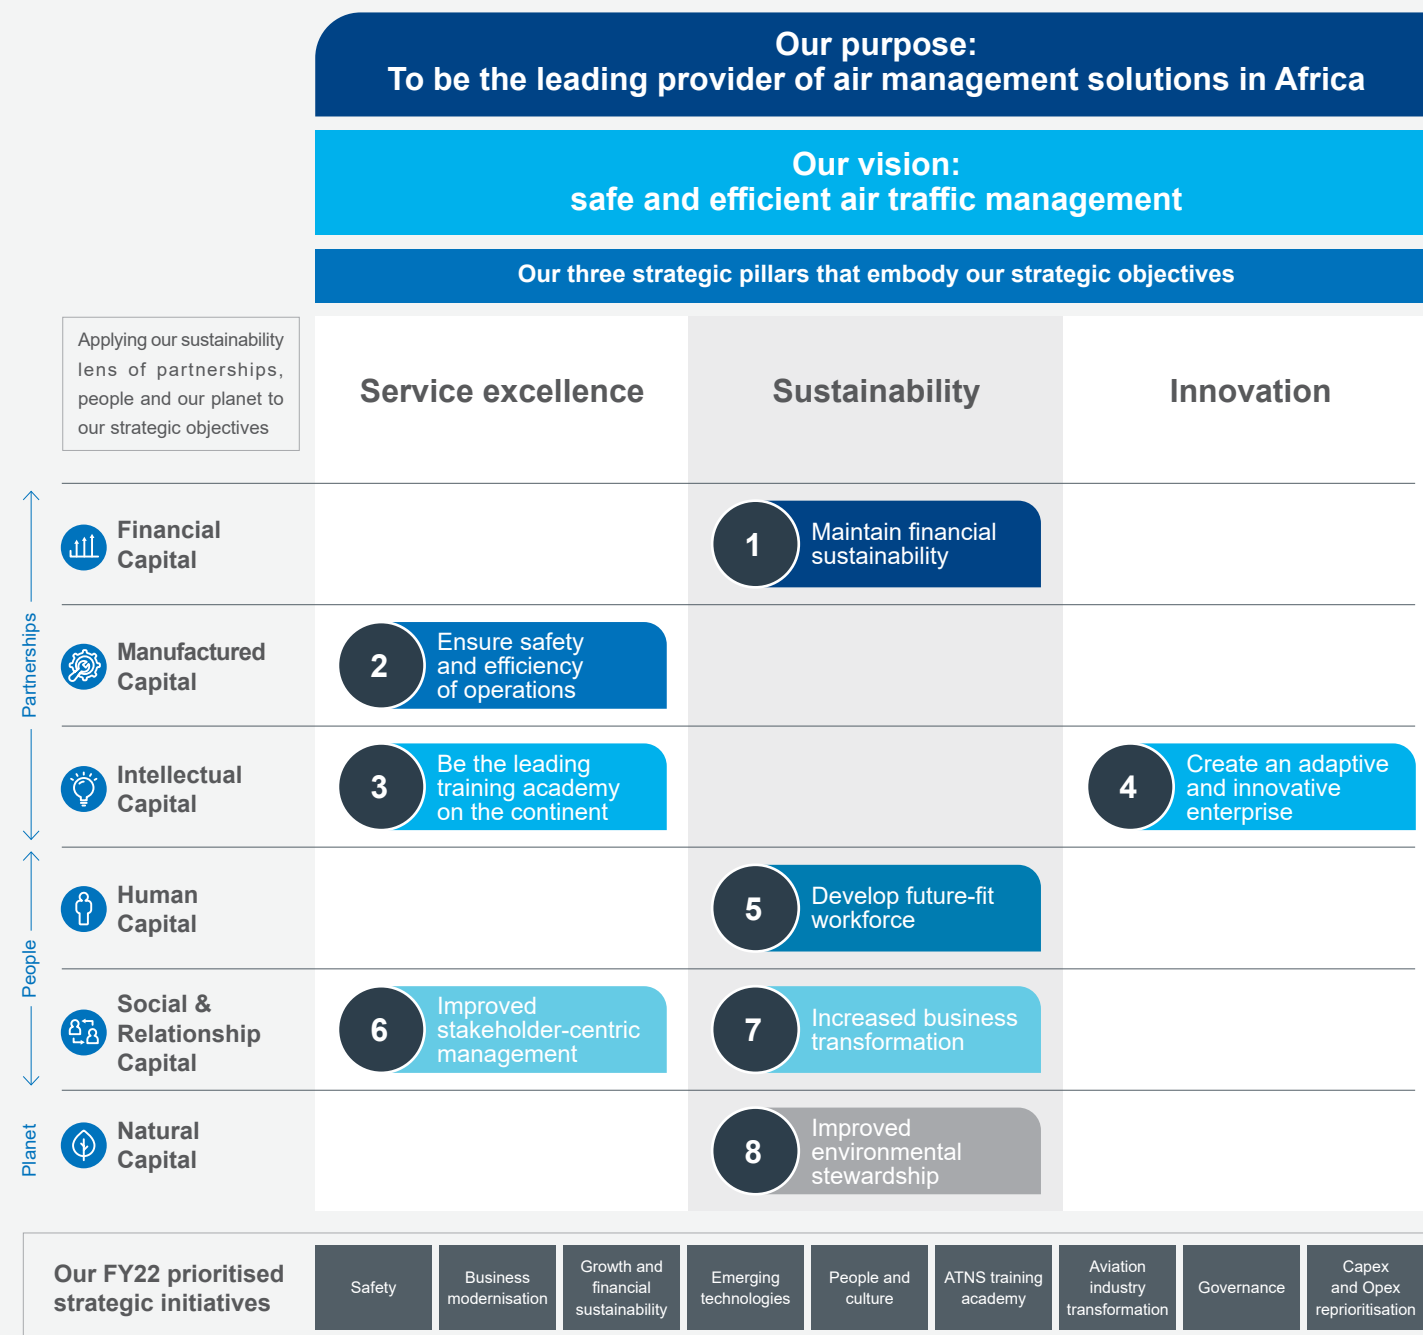 Our purpose:
To be the leading provider of air management solutions in Africa
Our vision:
safe and efficient air traffic management
Our three strategic pillars that embody our strategic objectives
Applying our sustainability
lens of partnerships,
people and our planet to
our strategic objectives
Service excellence
Sustainability
Innovation
Partnerships
Financial
Capital
1
Maintain financial
sustainability
Manufactured
Capital
2
Ensure safety
and efficiency
of operations
Intellectual
Capital
3
Be the leading
training academy
on the continent
4
Create an adaptive
and innovative
enterprise
People
Human
Capital
5
Develop future-fit
workforce
Social &
Relationship
Capital
6
Improved
stakeholder-centric
management
7
Increased business
transformation
Planet
Natural
Capital
8
Improved
environmental
stewardship
Our FY22 prioritised
strategic initiatives
Safety
Business
modernisation
Growth and
financial
sustainability
Emerging
technologies
People and
culture
ATNS training
academy
Aviation
industry
transformation
Governance
Capex
and Opex
reprioritisation